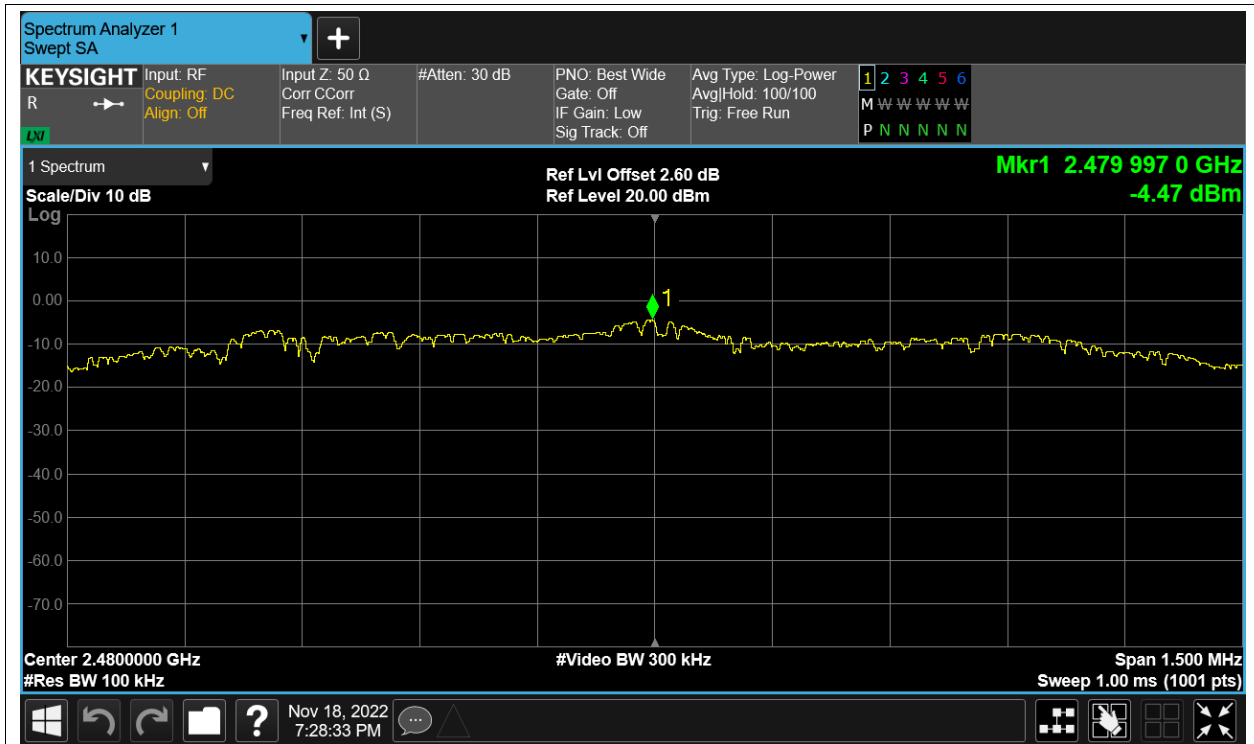 Spectrum Analyzer 1
Swept SA
KEYSIGHT
R
LXI
Input: RF
Coupling: DC
Align: Off
Input Z: 50 Ω
Corr CCorr
Freq Ref: Int (S)
#Atten: 30 dB
PNO: Best Wide
Gate: Off
IF Gain: Low
Sig Track: Off
Avg Type: Log-Power
Avg|Hold: 100/100
Trig: Free Run
1 2 3 4 5 6
M W W W W W
P N N N N N
1 Spectrum
Scale/Div 10 dB
Log
Ref Lvl Offset 2.60 dB
Ref Level 20.00 dBm
Mkr1 2.479 997 0 GHz
-4.47 dBm
10.0
0.00
1
-10.0
-20.0
-30.0
-40.0
-50.0
-60.0
-70.0
Center 2.4800000 GHz
#Res BW 100 kHz
#Video BW 300 kHz
Span 1.500 MHz
Sweep 1.00 ms (1001 pts)
?
Nov 18, 2022
7:28:33 PM